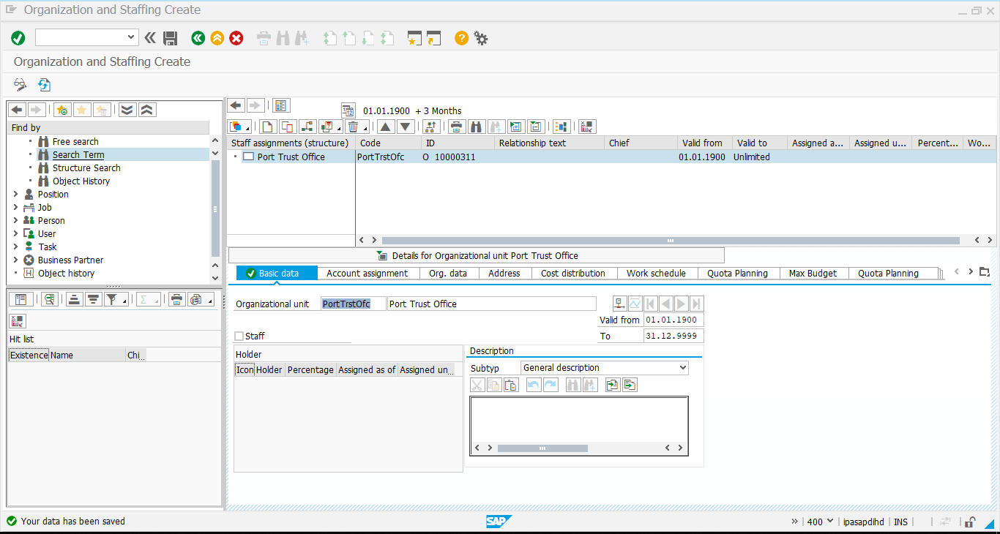 Organization and Staffing Create
Organization and Staffing Create
01.01.1900 + 3 Months
Find by
Free search
Search Term
Structure Search
Object History
Position
Job
Person
User
Task
Business Partner
Object history
Staff assignments (structure) Code ID Relationship text Chief Valid from Valid to Assigned a... Assigned u... Percent... Wo...
Port Trust Office PortTrstOfc O 10000311 01.01.1900 Unlimited
Details for Organizational unit Port Trust Office
Basic data Account assignment Org. data Address Cost distribution Work schedule Quota Planning Max Budget Quota Planning
Organizational unit PortTrstOfc Port Trust Office
Valid from 01.01.1900
To 31.12.9999
Staff
Hit list
Existence Name Chi...
Holder
Icon Holder Percentage Assigned as of Assigned un...
Description
Subtyp General description
Your data has been saved
SAP
400 ipasapdihd INS